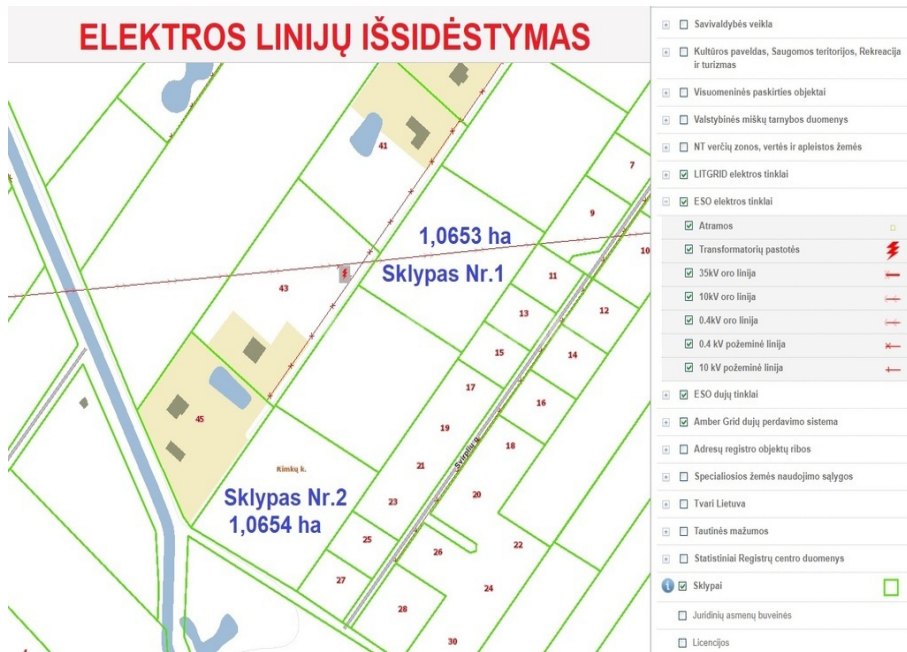 ELEKTROS LINIJŲ IŠSIDĖSTYMAS
41
7
9
10
1,0653 ha
Sklypas Nr.1
43
11
12
13
14
15
16
17
18
19
20
21
22
23
24
25
26
27
28
30
45
Svirplių g.
Rimkų k.
Sklypas Nr.2
1,0654 ha
Savivaldybės veikla
Kultūros paveldas, Saugomos teritorijos, Rekreacija
ir turizmas
Visuomeninės paskirties objektai
Valstybinės miškų tarnybos duomenys
NT verčių zonos, vertės ir apleistos žemės
LITGRID elektros tinklai
ESO elektros tinklai
Atramos
Transformatorių pastotės
35kV oro linija
10kV oro linija
0.4kV oro linija
0.4 kV požeminė linija
10 kV požeminė linija
ESO dujų tinklai
Amber Grid dujų perdavimo sistema
Adresų registro objektų ribos
Specialiosios žemės naudojimo sąlygos
Tvari Lietuva
Tautinės mažumos
Statistiniai Registrų centro duomenys
Sklypai
Juridinių asmenų buveinės
Licencijos